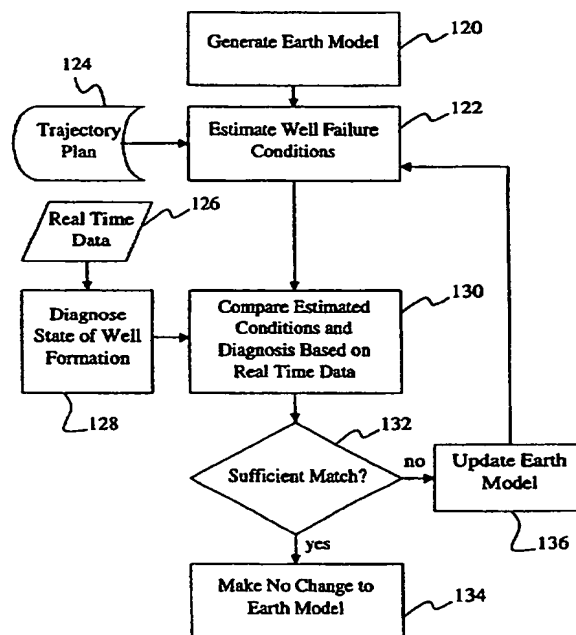 Generate Earth Model
120
124
Trajectory
Plan
Estimate Well Failure
Conditions
122
Real Time
Data
126
Diagnose
State of Well
Formation
128
Compare Estimated
Conditions and
Diagnosis Based on
Real Time Data
130
132
Sufficient Match?
no
Update Earth
Model
136
yes
Make No Change to
Earth Model
134